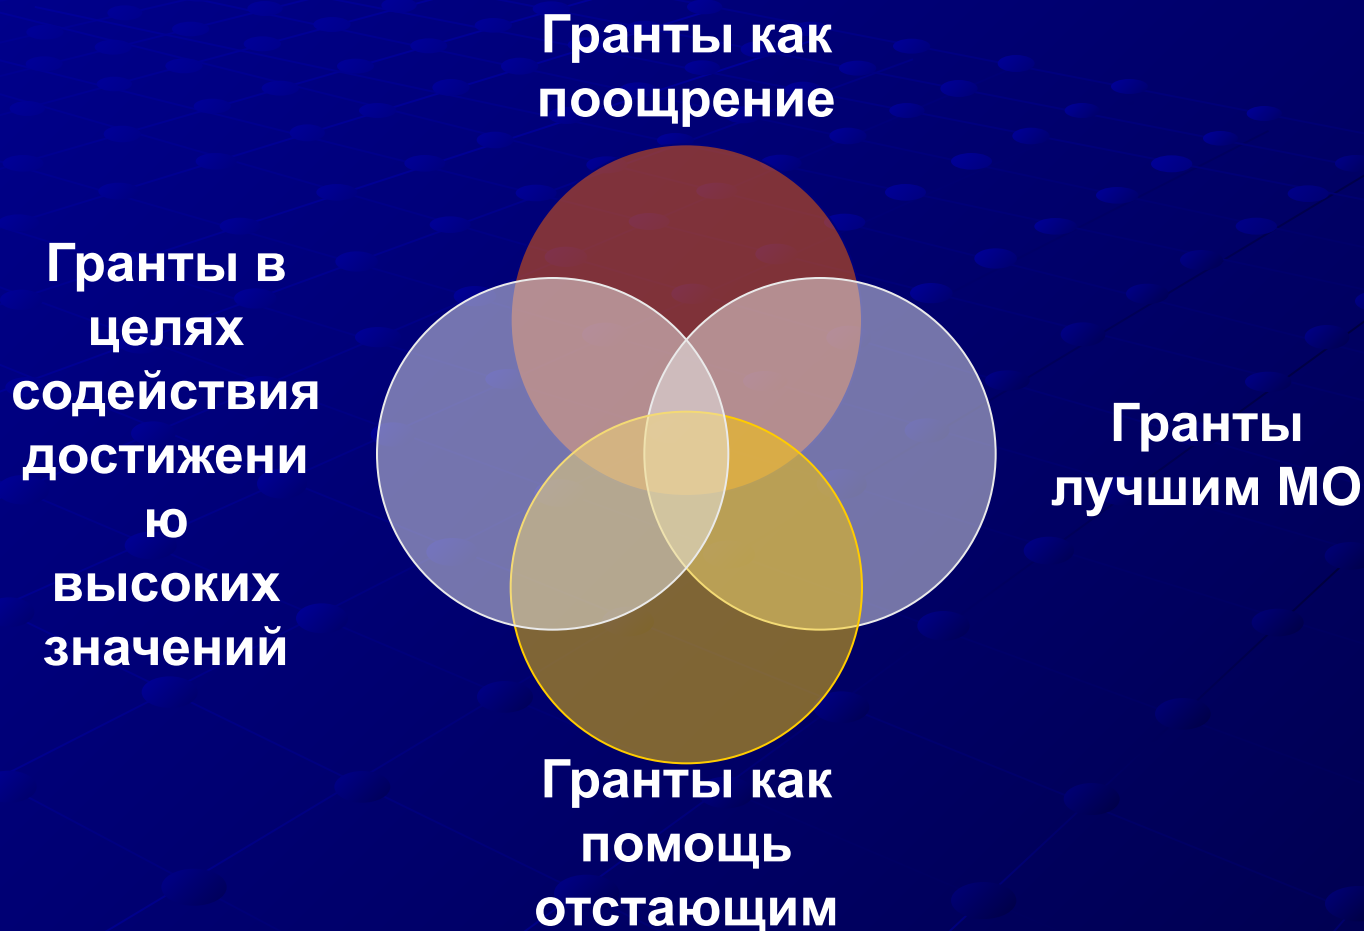 Гранты как
поощрение
Гранты в
целях
содействия
достижени
ю
высоких
значений
Гранты
лучшим МО
Гранты как
помощь
отстающим